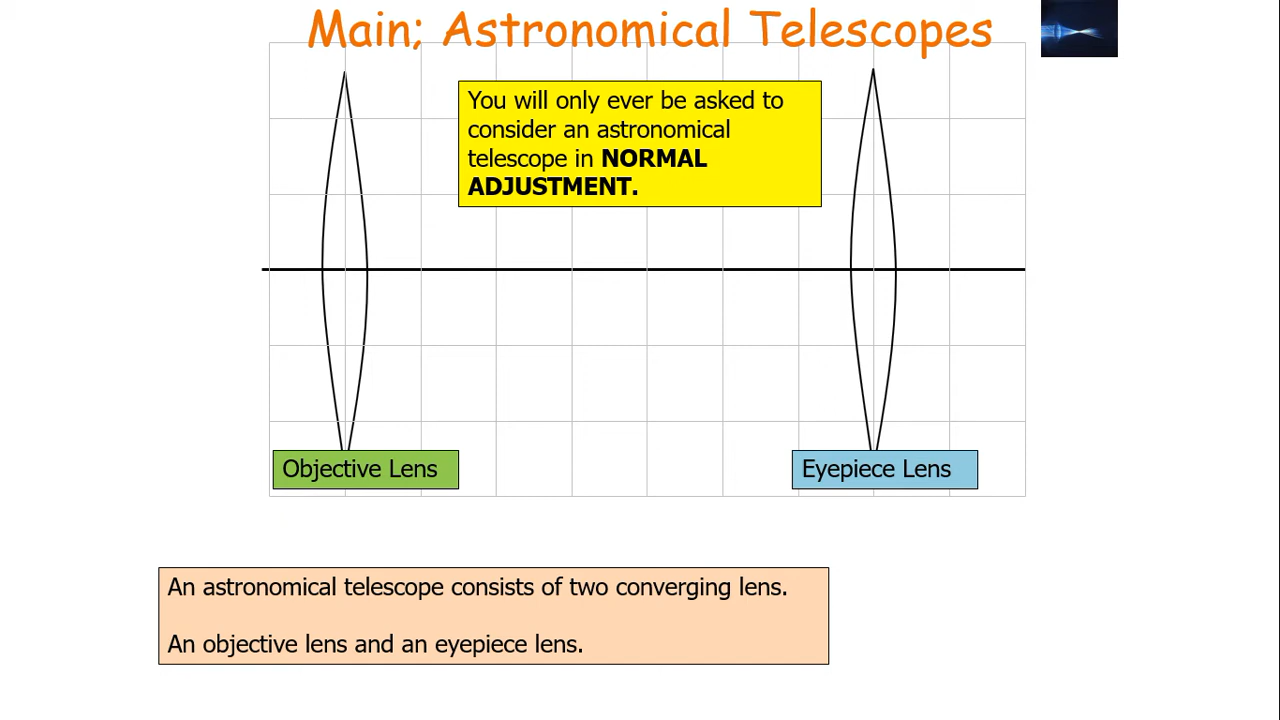 Main; Astronomical Telescopes
You will only ever be asked to
consider an astronomical
telescope in NORMAL
ADJUSTMENT.
Objective Lens
Eyepiece Lens
An astronomical telescope consists of two converging lens.
An objective lens and an eyepiece lens.